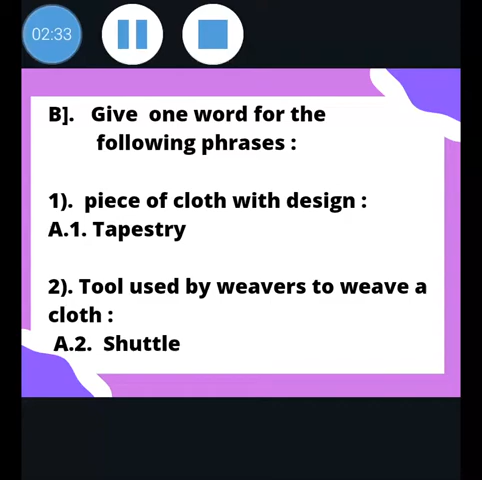 02:33
B]. Give one word for the
following phrases :
1). piece of cloth with design :
A.1. Tapestry
2). Tool used by weavers to weave a
cloth :
A.2. Shuttle